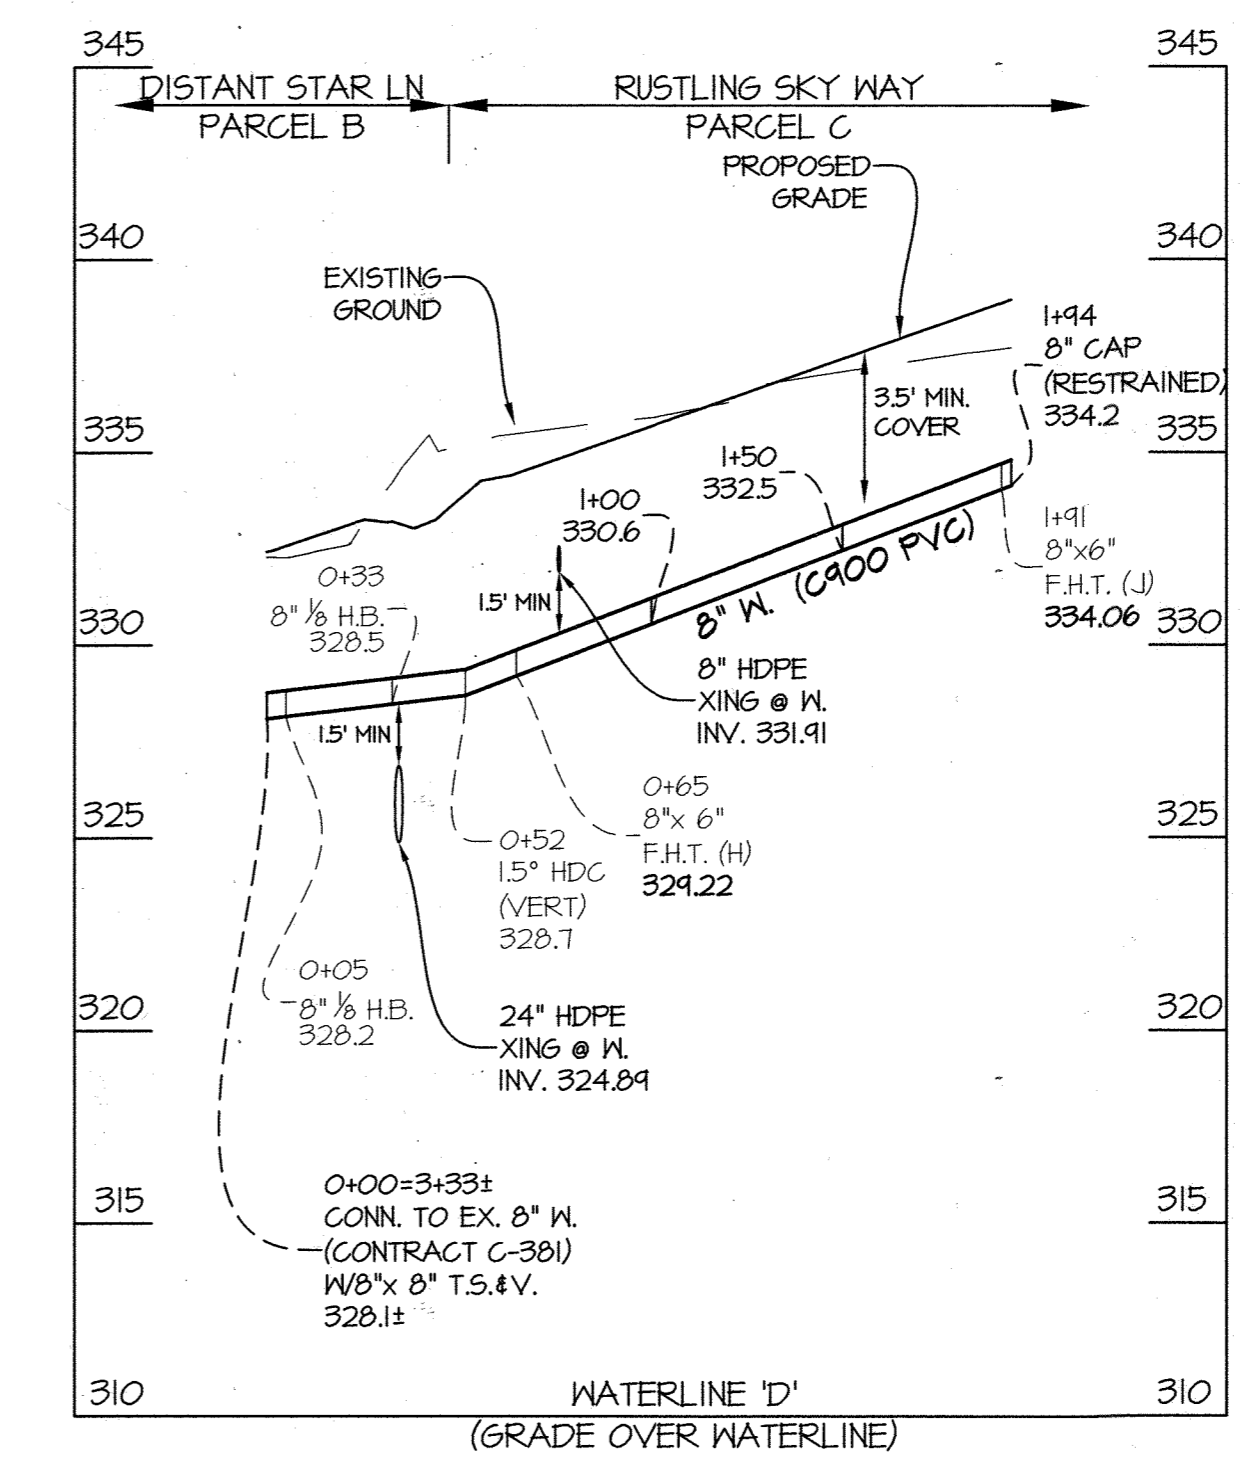 345
345
DISTANT STAR LN
RUSTLING SKY WAY
PARCEL B
PARCEL C
PROPOSED
GRADE
340
340
EXISTING
GROUND
1+94
8" CAP
(RESTRAINED)
334.2
3.5' MIN.
COVER
335
335
1+50
332.5
1+00
330.6
1+91
8"x6"
F.H.T. (J)
334.06
0+33
8" ⅛ H.B.
328.5
1.5' MIN
8" W. (C900 PVC)
330
330
8" HDPE
XING @ W.
INV. 331.91
1.5' MIN
0+65
8"x 6"
F.H.T. (H)
329.22
325
325
0+52
1.5° HDC
(VERT)
328.7
0+05
8" ⅛ H.B.
328.2
320
320
24" HDPE
XING @ W.
INV. 324.89
0+00=3+33±
CONN. TO EX. 8" W.
(CONTRACT C-381)
W/8"x 8" T.S.&V.
328.1±
315
315
310
310
WATERLINE 'D'
(GRADE OVER WATERLINE)